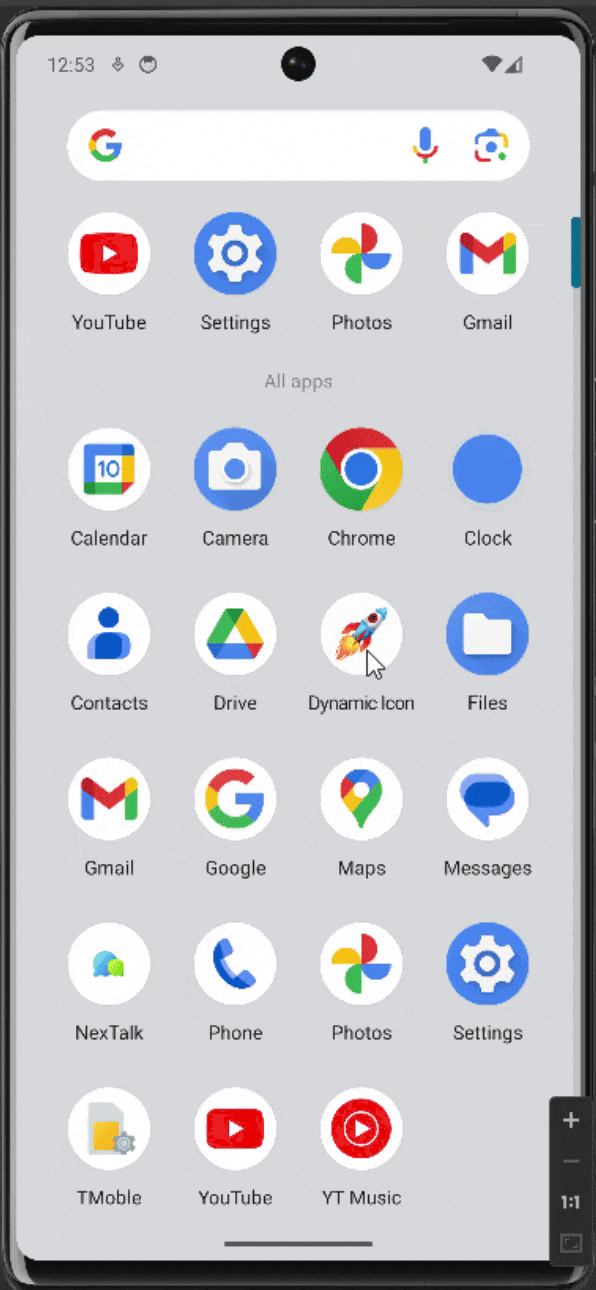 12:53
YouTube Settings Photos Gmail
All apps
10
Calendar Camera Chrome Clock
Contacts Drive Dynamic Icon Files
Gmail Google Maps Messages
NexTalk Phone Photos Settings
TMoble YouTube YT Music
1:1